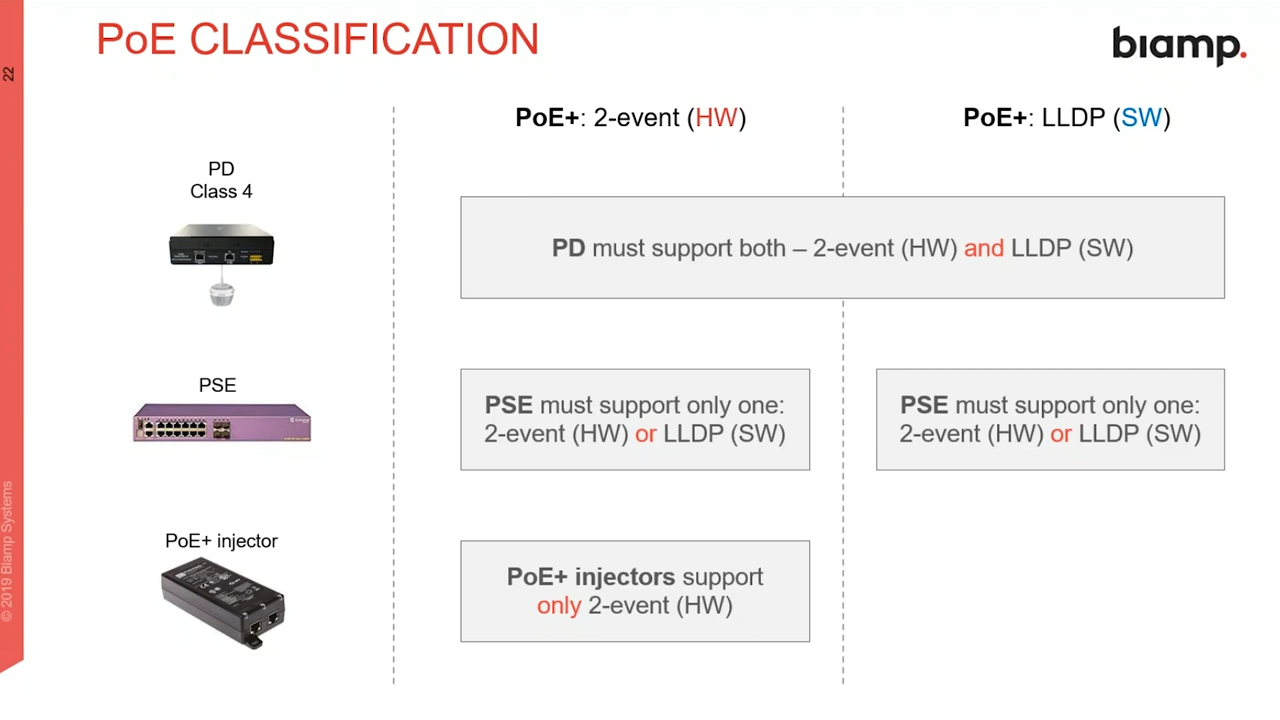 PoE CLASSIFICATION
biamp.
22
PoE+: 2-event (HW)
PoE+: LLDP (SW)
PD
Class 4
PD must support both – 2-event (HW) and LLDP (SW)
PSE
PSE must support only one:
2-event (HW) or LLDP (SW)
PSE must support only one:
2-event (HW) or LLDP (SW)
PoE+ injector
PoE+ injectors support
only 2-event (HW)
© 2019 Biamp Systems